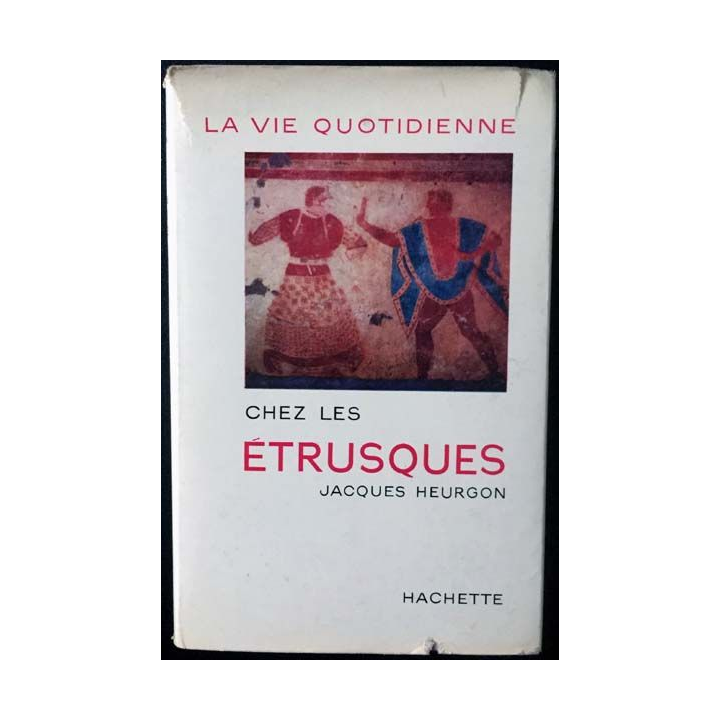 LA VIE QUOTIDIENNE
CHEZ LES
ÉTRUSQUES
JACQUES HEURGON
HACHETTE